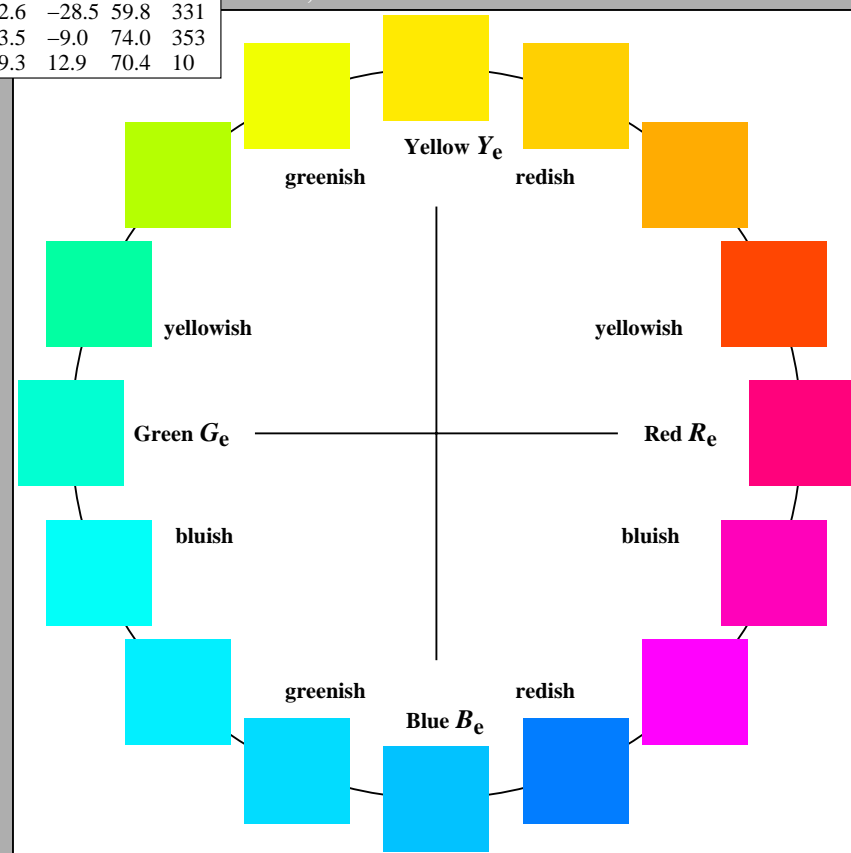 2.6 −28.5 59.8 331
3.5 −9.0 74.0 353
9.3 12.9 70.4 10
Yellow Ye
greenish redish
yellowish yellowish
Green Ge Red Re
bluish bluish
greenish redish
Blue Be